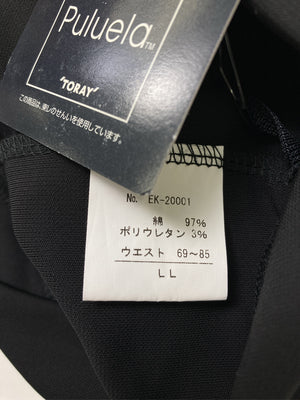 Puluela™
'TORAY'
この商品は、東レのせんいを使用しています。
No. EK-20001
綿 97%
ポリウレタン 3%
ウエスト 69～85
LL